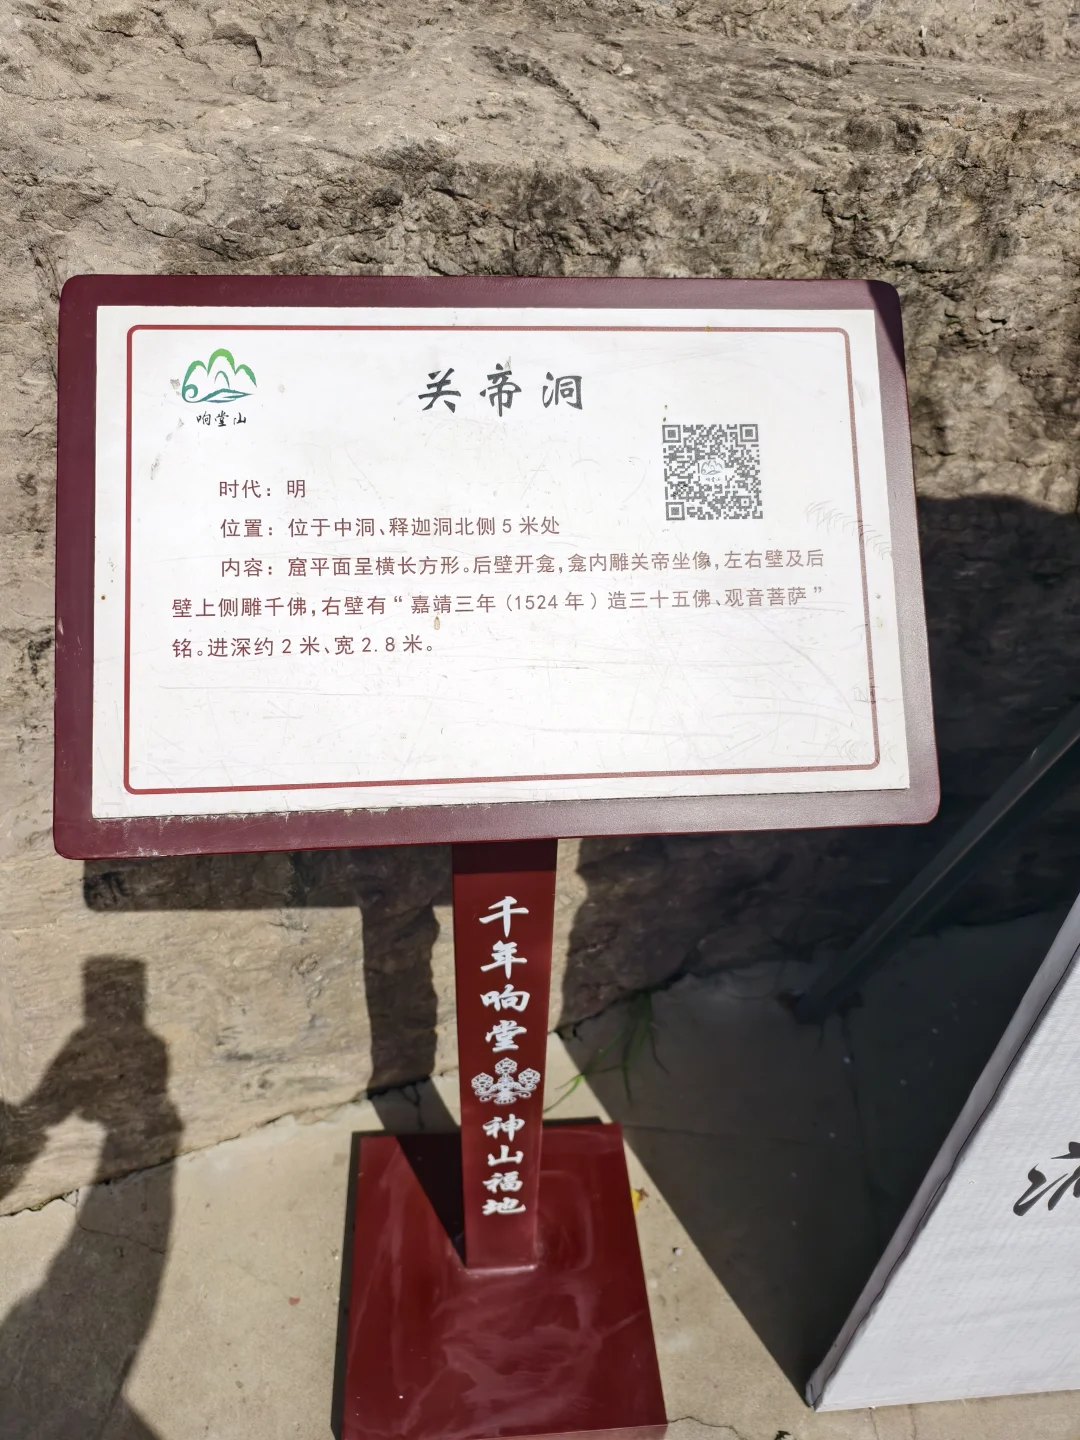 响堂山
关帝洞
时代：明
位置：位于中洞、释迦洞北侧5米处
内容：窟平面呈横长方形。后壁开龛，龛内雕关帝坐像，左右壁及后
壁上侧雕千佛，右壁有“嘉靖三年（1524年）造三十五佛、观音菩萨”
铭。进深约2米、宽2.8米。
千年响堂
神山福地